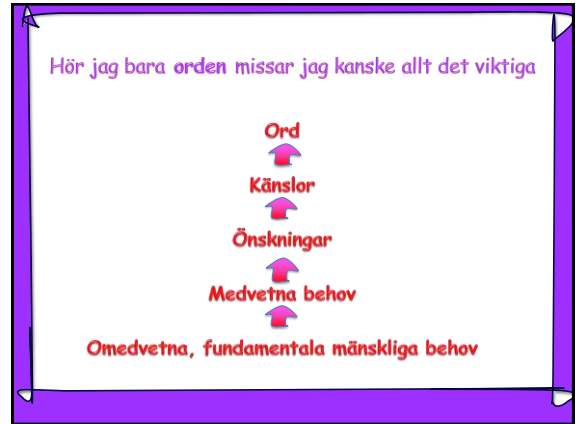 Hör jag bara orden missar jag kanske allt det viktiga
Ord
Känslor
Önskningar
Medvetna behov
Omedvetna, fundamentala mänskliga behov